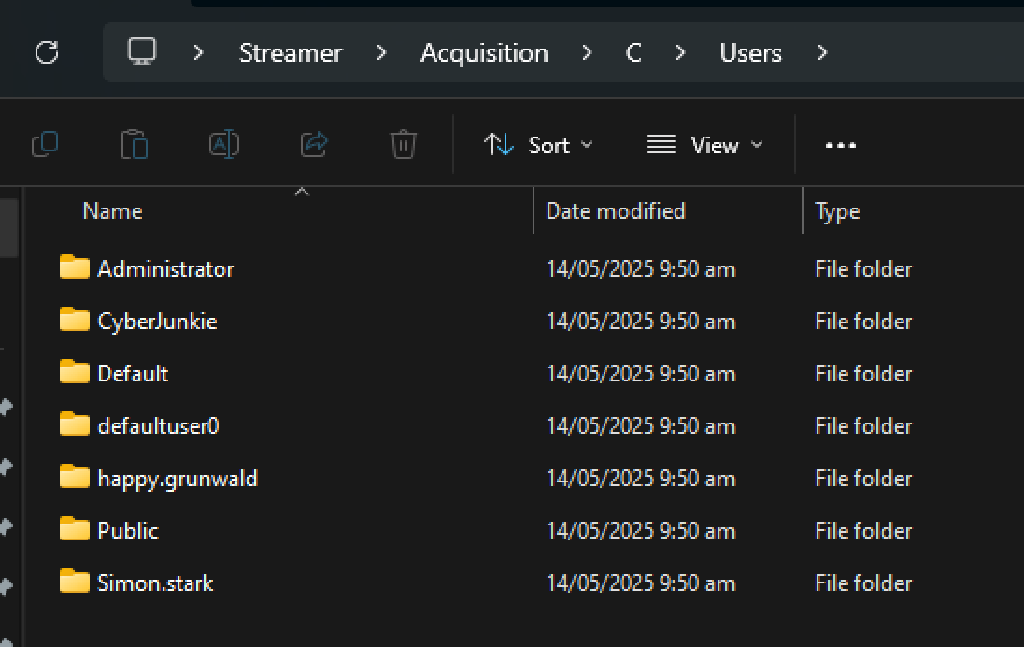 Streamer > Acquisition > C > Users >
Sort View
Name Date modified Type
Administrator 14/05/2025 9:50 am File folder
CyberJunkie 14/05/2025 9:50 am File folder
Default 14/05/2025 9:50 am File folder
defaultuser0 14/05/2025 9:50 am File folder
happy.grunwald 14/05/2025 9:50 am File folder
Public 14/05/2025 9:50 am File folder
Simon.stark 14/05/2025 9:50 am File folder